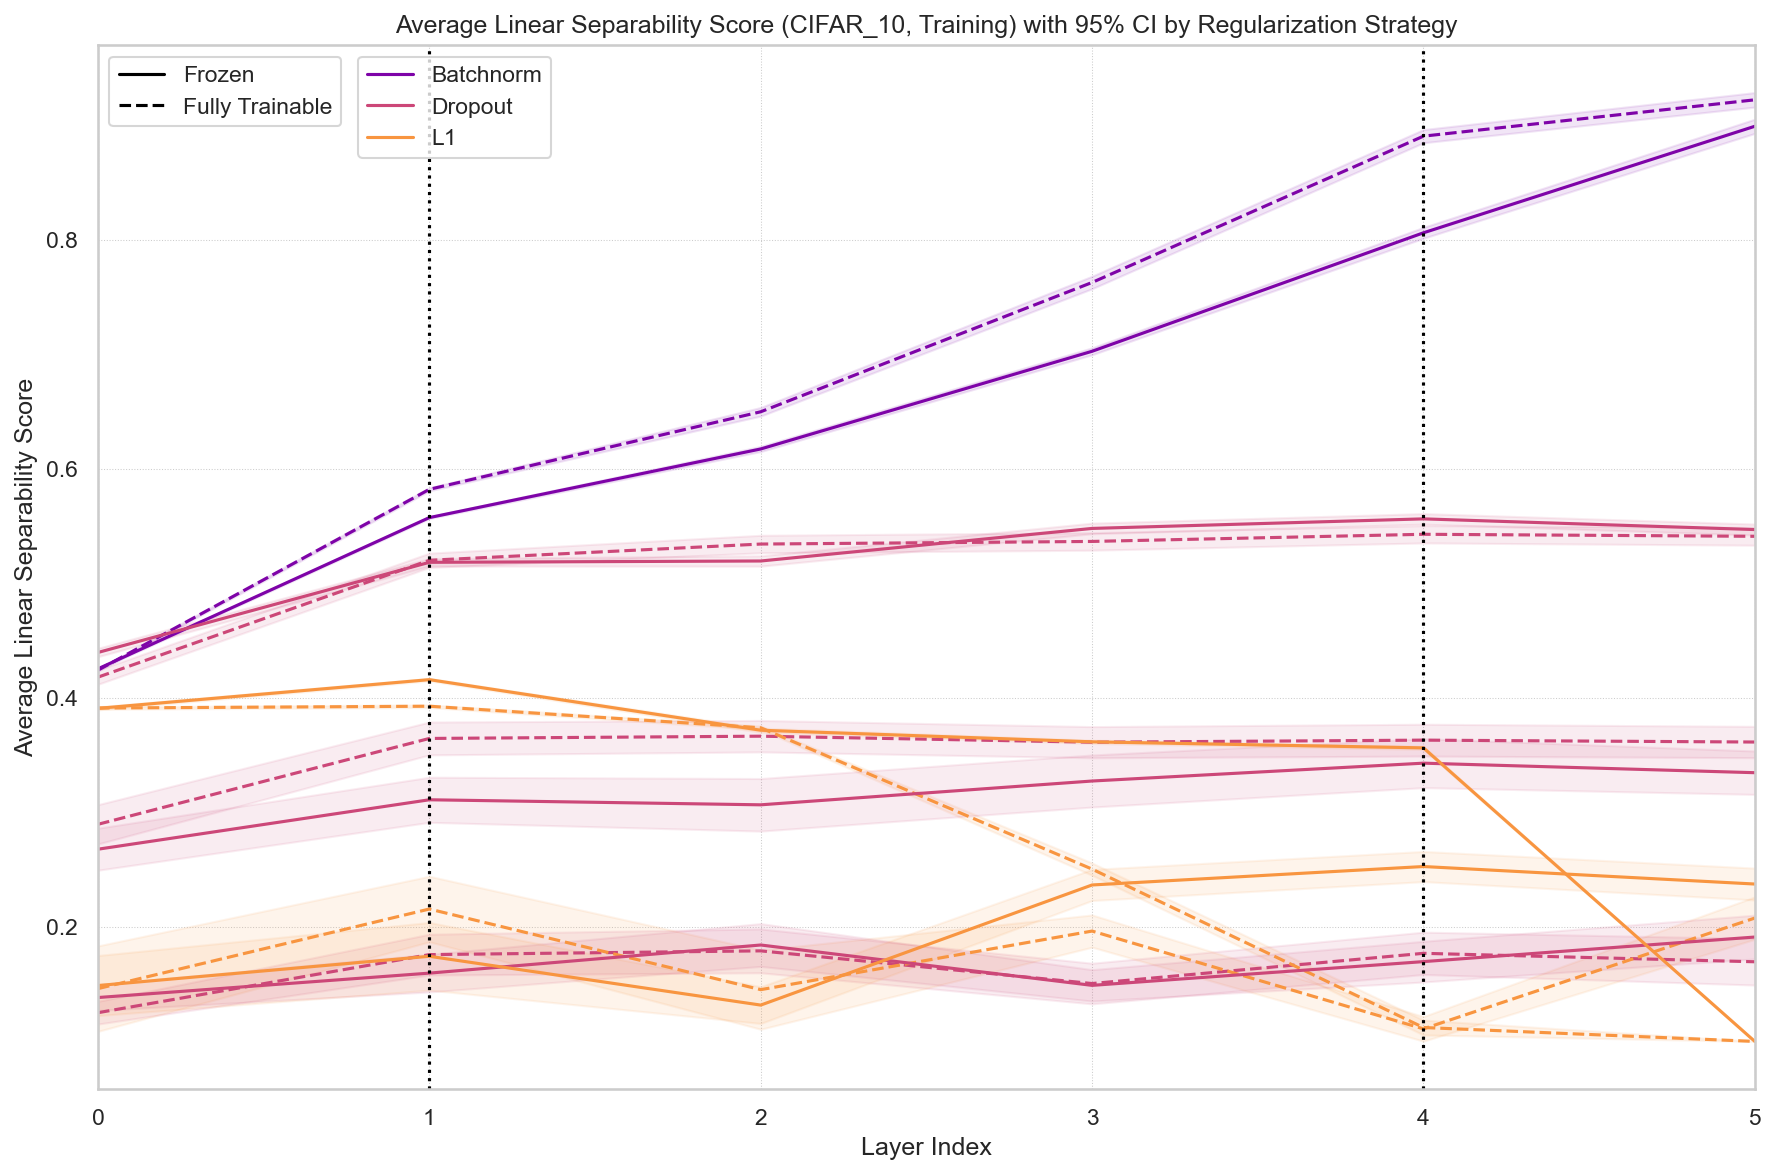 Average Linear Separability Score (CIFAR_10, Training) with 95% CI by Regularization Strategy
Frozen
Fully Trainable
Batchnorm
Dropout
L1
Average Linear Separability Score
0.8
0.6
0.4
0.2
0 1 2 3 4 5
Layer Index